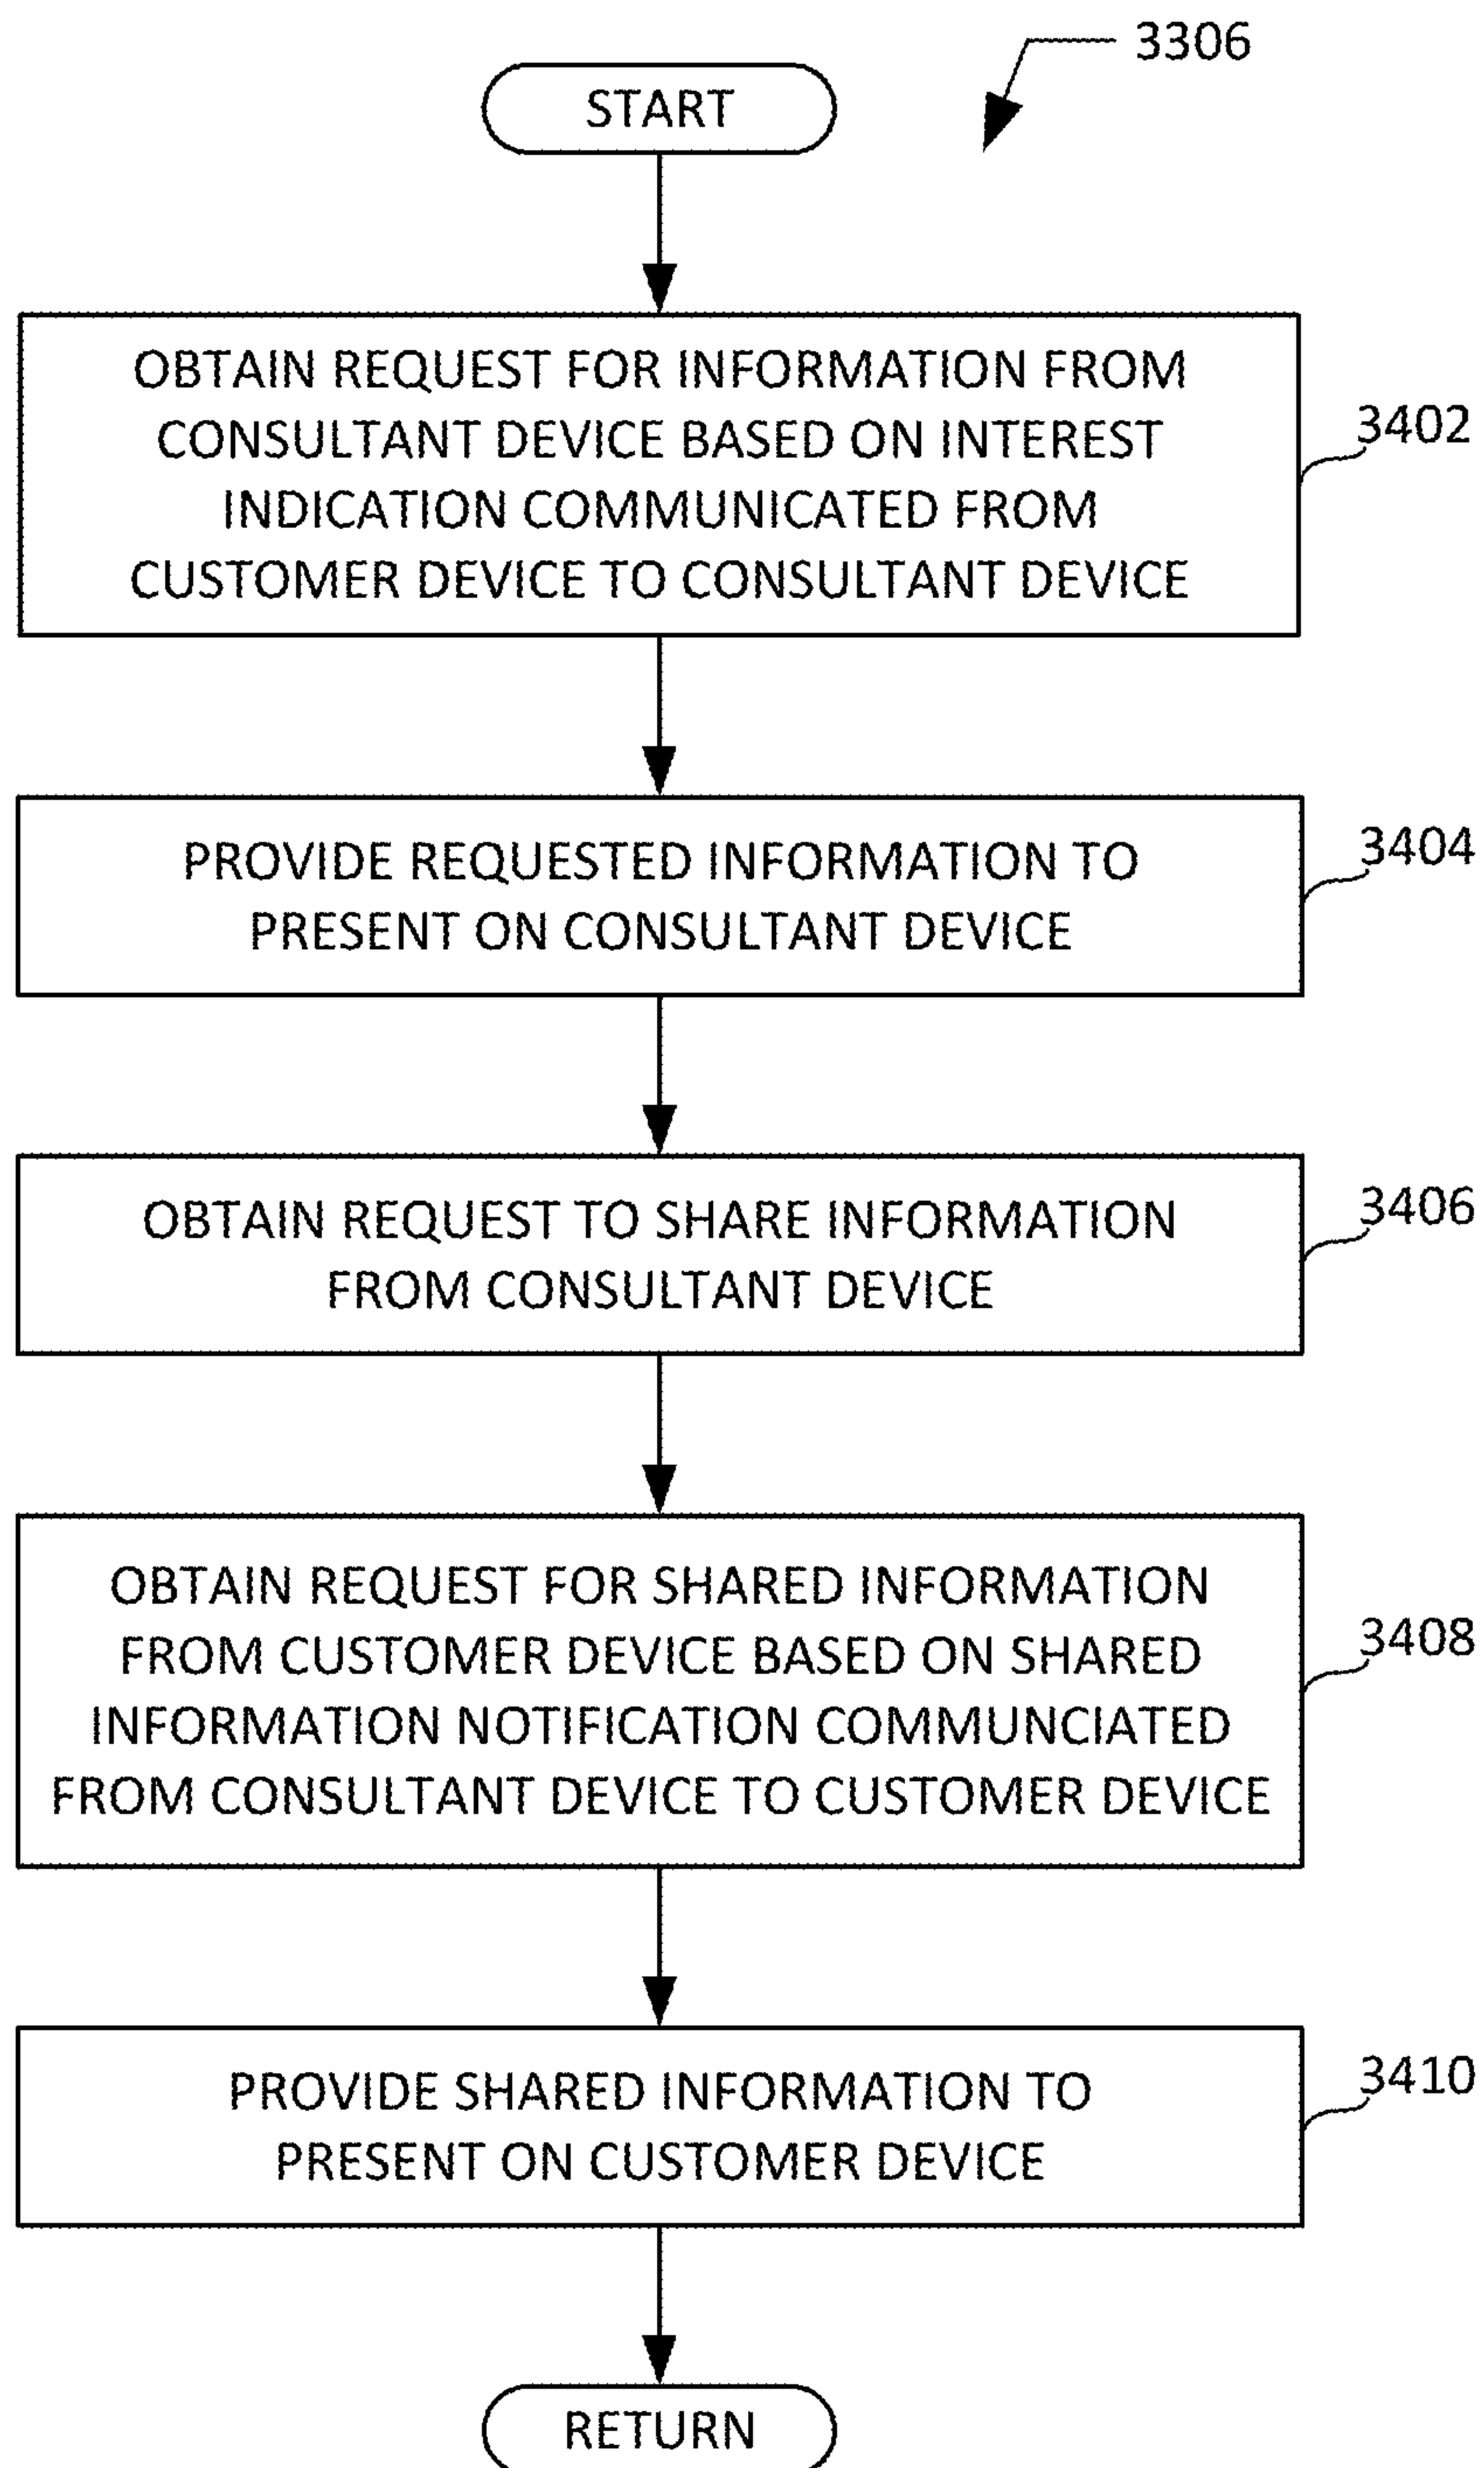 3306
START
OBTAIN REQUEST FOR INFORMATION FROM
CONSULTANT DEVICE BASED ON INTEREST
INDICATION COMMUNICATED FROM
CUSTOMER DEVICE TO CONSULTANT DEVICE
3402
PROVIDE REQUESTED INFORMATION TO
PRESENT ON CONSULTANT DEVICE
3404
OBTAIN REQUEST TO SHARE INFORMATION
FROM CONSULTANT DEVICE
3406
OBTAIN REQUEST FOR SHARED INFORMATION
FROM CUSTOMER DEVICE BASED ON SHARED
INFORMATION NOTIFICATION COMMUNCIATED
FROM CONSULTANT DEVICE TO CUSTOMER DEVICE
3408
PROVIDE SHARED INFORMATION TO
PRESENT ON CUSTOMER DEVICE
3410
RETURN